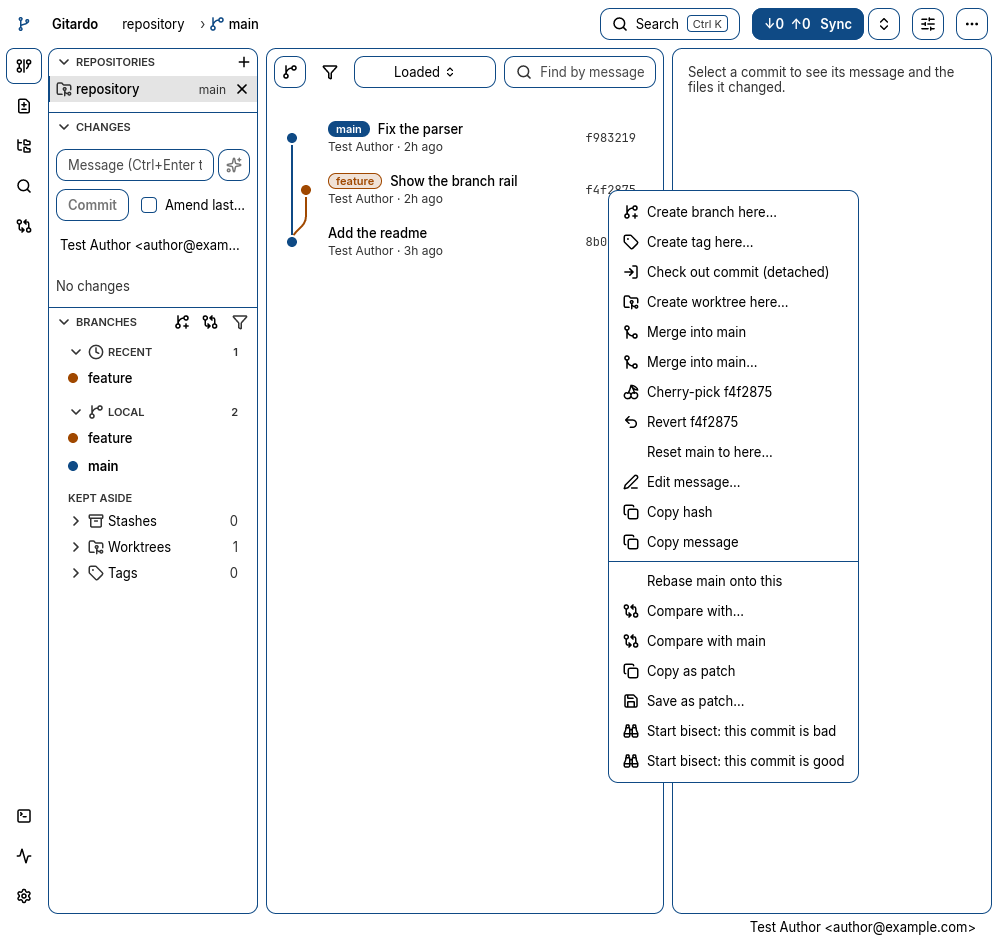 Gitardo repository › main Search Ctrl K ↓0 ↑0 Sync
REPOSITORIES
repository main
CHANGES
Message (Ctrl+Enter t
Commit Amend last...
Test Author <author@exam...
No changes
BRANCHES
RECENT 1
feature
LOCAL 2
feature
main
KEPT ASIDE
Stashes 0
Worktrees 1
Tags 0
Loaded Find by message
main Fix the parser f983219
Test Author · 2h ago
feature Show the branch rail f4f2875
Test Author · 2h ago
Add the readme 8b0
Test Author · 3h ago
Select a commit to see its message and the
files it changed.
Create branch here...
Create tag here...
Check out commit (detached)
Create worktree here...
Merge into main
Merge into main...
Cherry-pick f4f2875
Revert f4f2875
Reset main to here...
Edit message...
Copy hash
Copy message
Rebase main onto this
Compare with...
Compare with main
Copy as patch
Save as patch...
Start bisect: this commit is bad
Start bisect: this commit is good
Test Author <author@example.com>